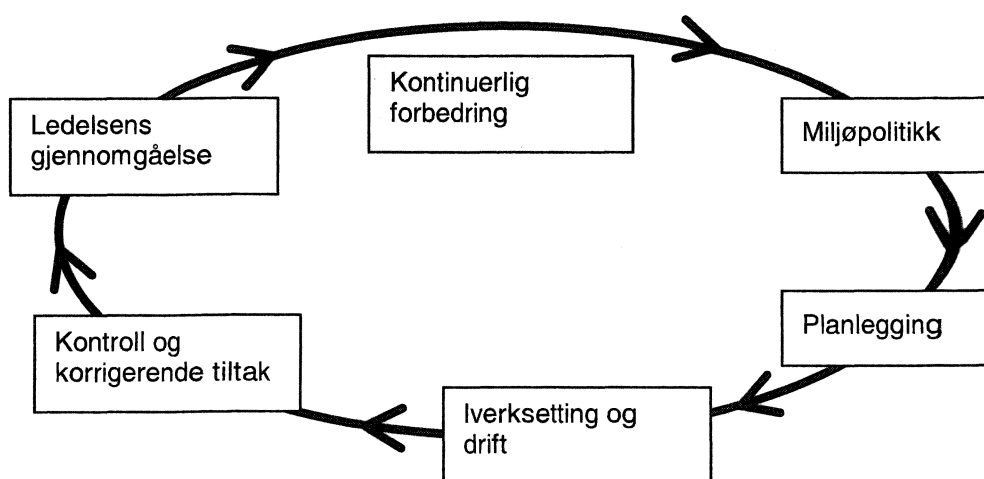 Kontinuerlig
forbedring
Ledelsens
gjennomgåelse
Miljøpolitikk
Planlegging
Kontroll og
korrigerende tiltak
Iverksetting og
drift